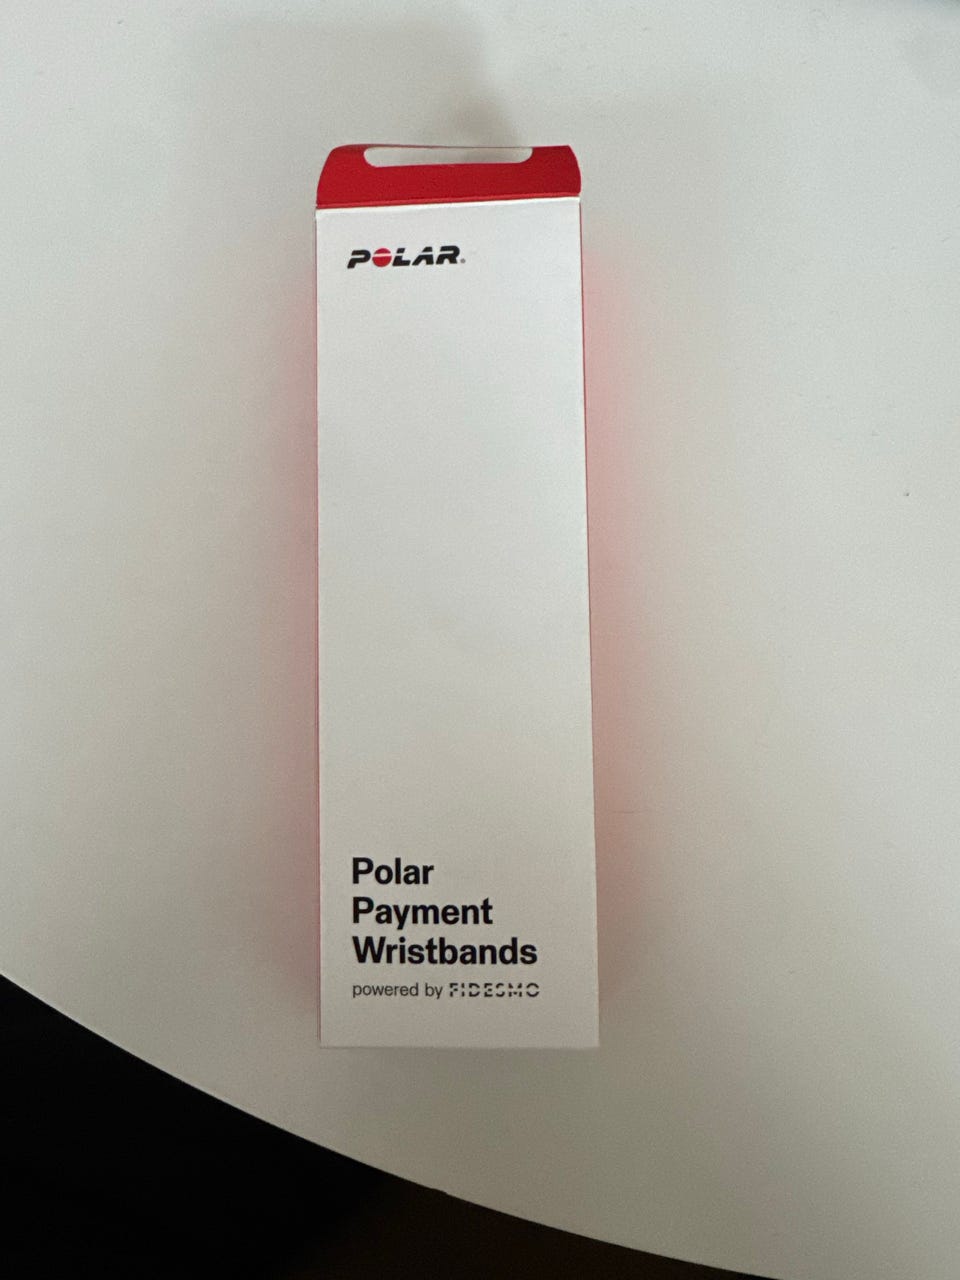 POLAR®
Polar
Payment
Wristbands
powered by FIDESMO